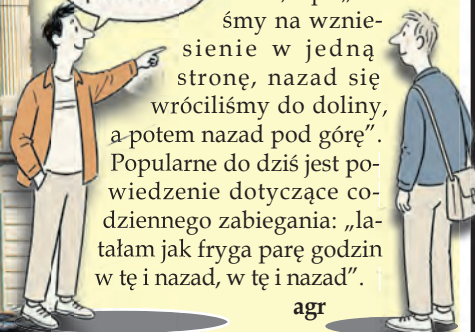 śmy na wznie-
sienie w jedną
stronę, nazad się
wróciliśmy do doliny,
a potem nazad pod górę”.
Popularne do dziś jest po-
wiedzenie dotyczące co-
dziennego zabiegania: „la-
tałam jak fryga parę godzin
w tę i nazad, w tę i nazad”.
agr